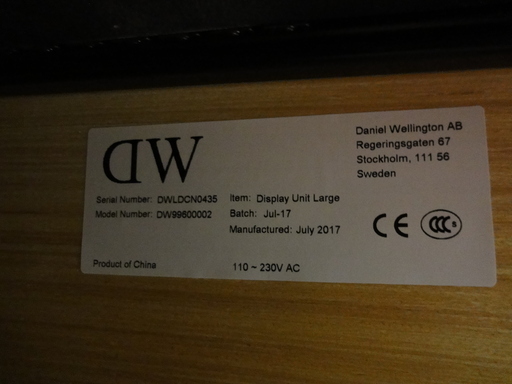 DW
Daniel Wellington AB
Regeringsgaten 67
Stockholm, 111 56
Sweden
Serial Number: DWLDCN0435
Model Number: DW99600002
Item: Display Unit Large
Batch: Jul-17
Manufactured: July 2017
CE
CCC S
Product of China
110 ~ 230V AC